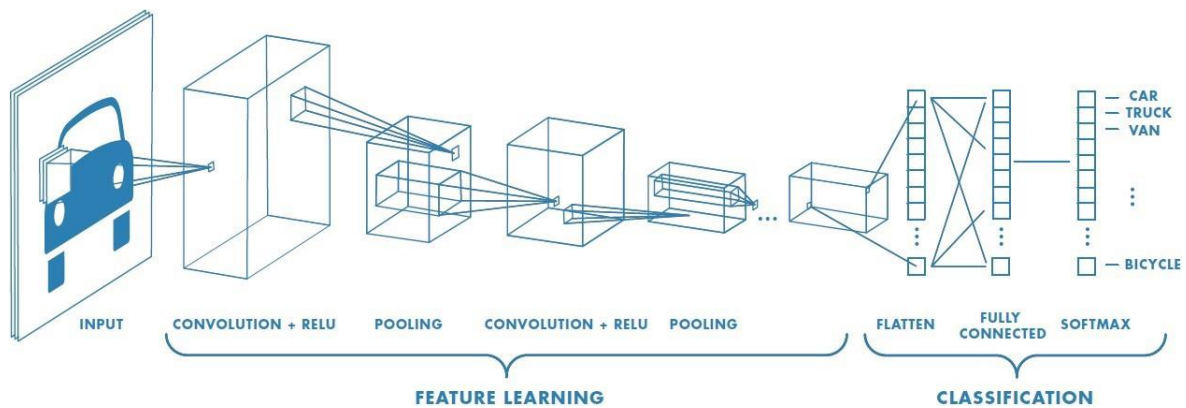 CAR
TRUCK
VAN
BICYCLE
INPUT
CONVOLUTION + RELU
POOLING
CONVOLUTION + RELU
POOLING
FLATTEN
FULLY
CONNECTED
SOFTMAX
FEATURE LEARNING
CLASSIFICATION